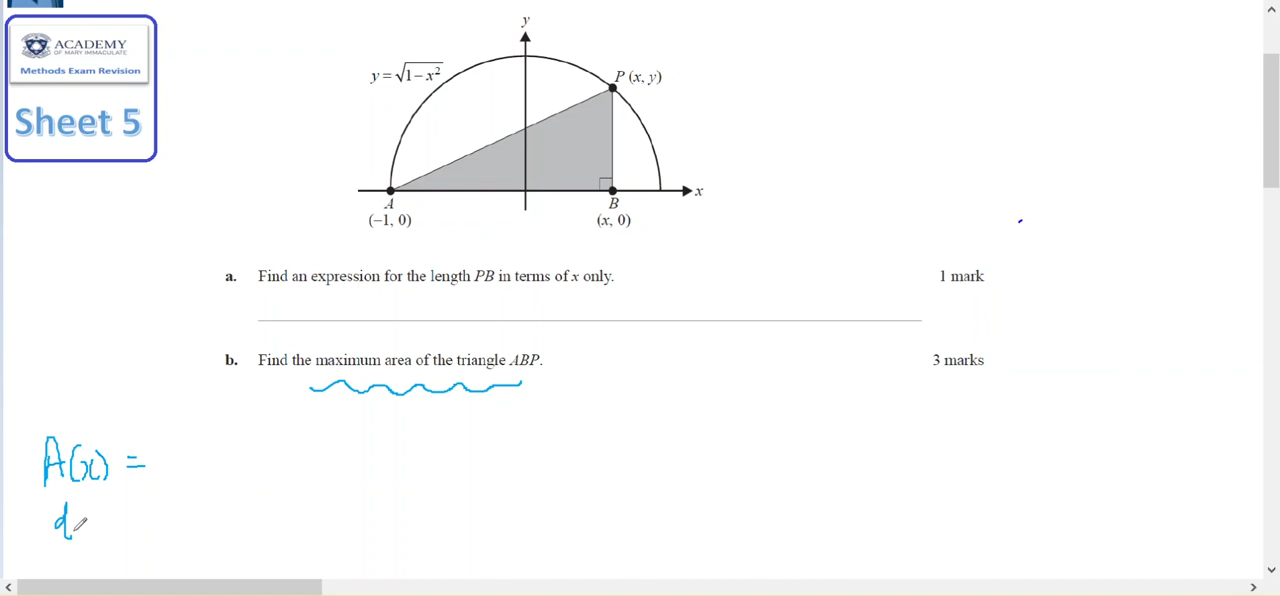 ACADEMY
OF MARY IMMACULATE
Methods Exam Revision
Sheet 5
y
y = √1 − x²
P (x, y)
x
A
B
(−1, 0)
(x, 0)
a. Find an expression for the length PB in terms of x only. 1 mark
b. Find the maximum area of the triangle ABP. 3 marks
A(x) =
d